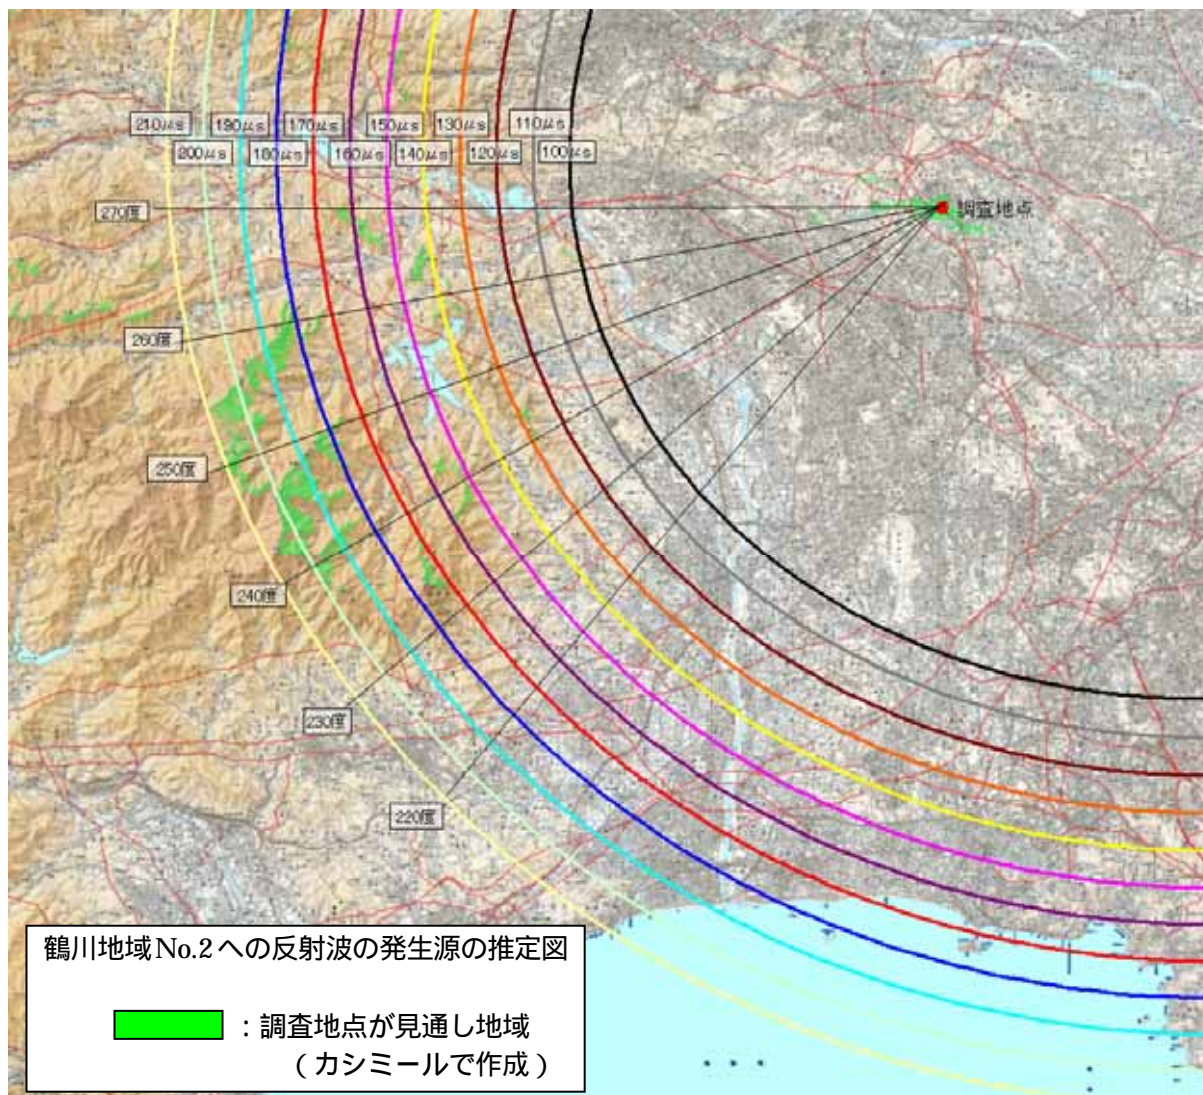 210μs
190μs
170μs
150μs
130μs
110μs
200μs
180μs
160μs
140μs
120μs
100μs
270度
調査地点
260度
250度
240度
230度
220度
鶴川地域No.2への反射波の発生源の推定図
：調査地点が見通し地域
（カシミールで作成）